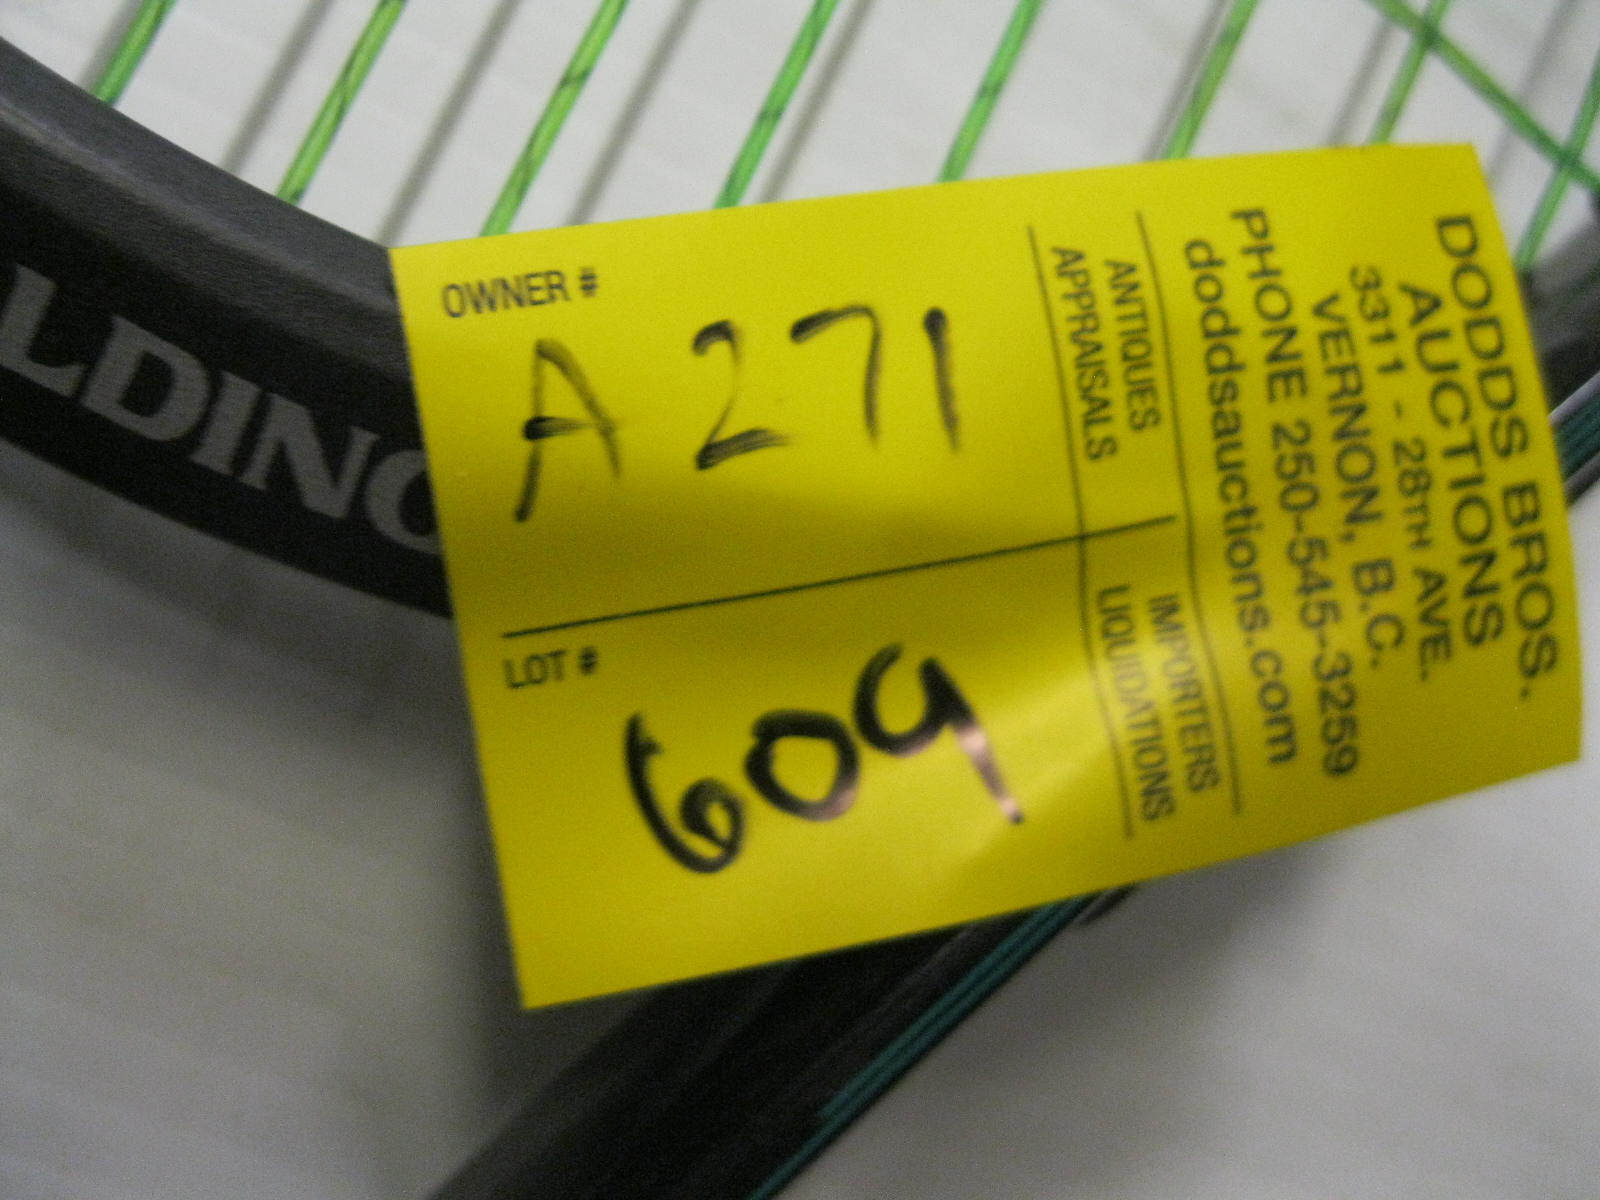 LDING
OWNER #
A271
LOT #
609
DODDS BROS.
AUCTIONS
3311 - 28TH AVE.
VERNON, B.C.
PHONE 250-545-3259
doddsauctions.com
ANTIQUES IMPORTERS
APPRAISALS LIQUIDATIONS